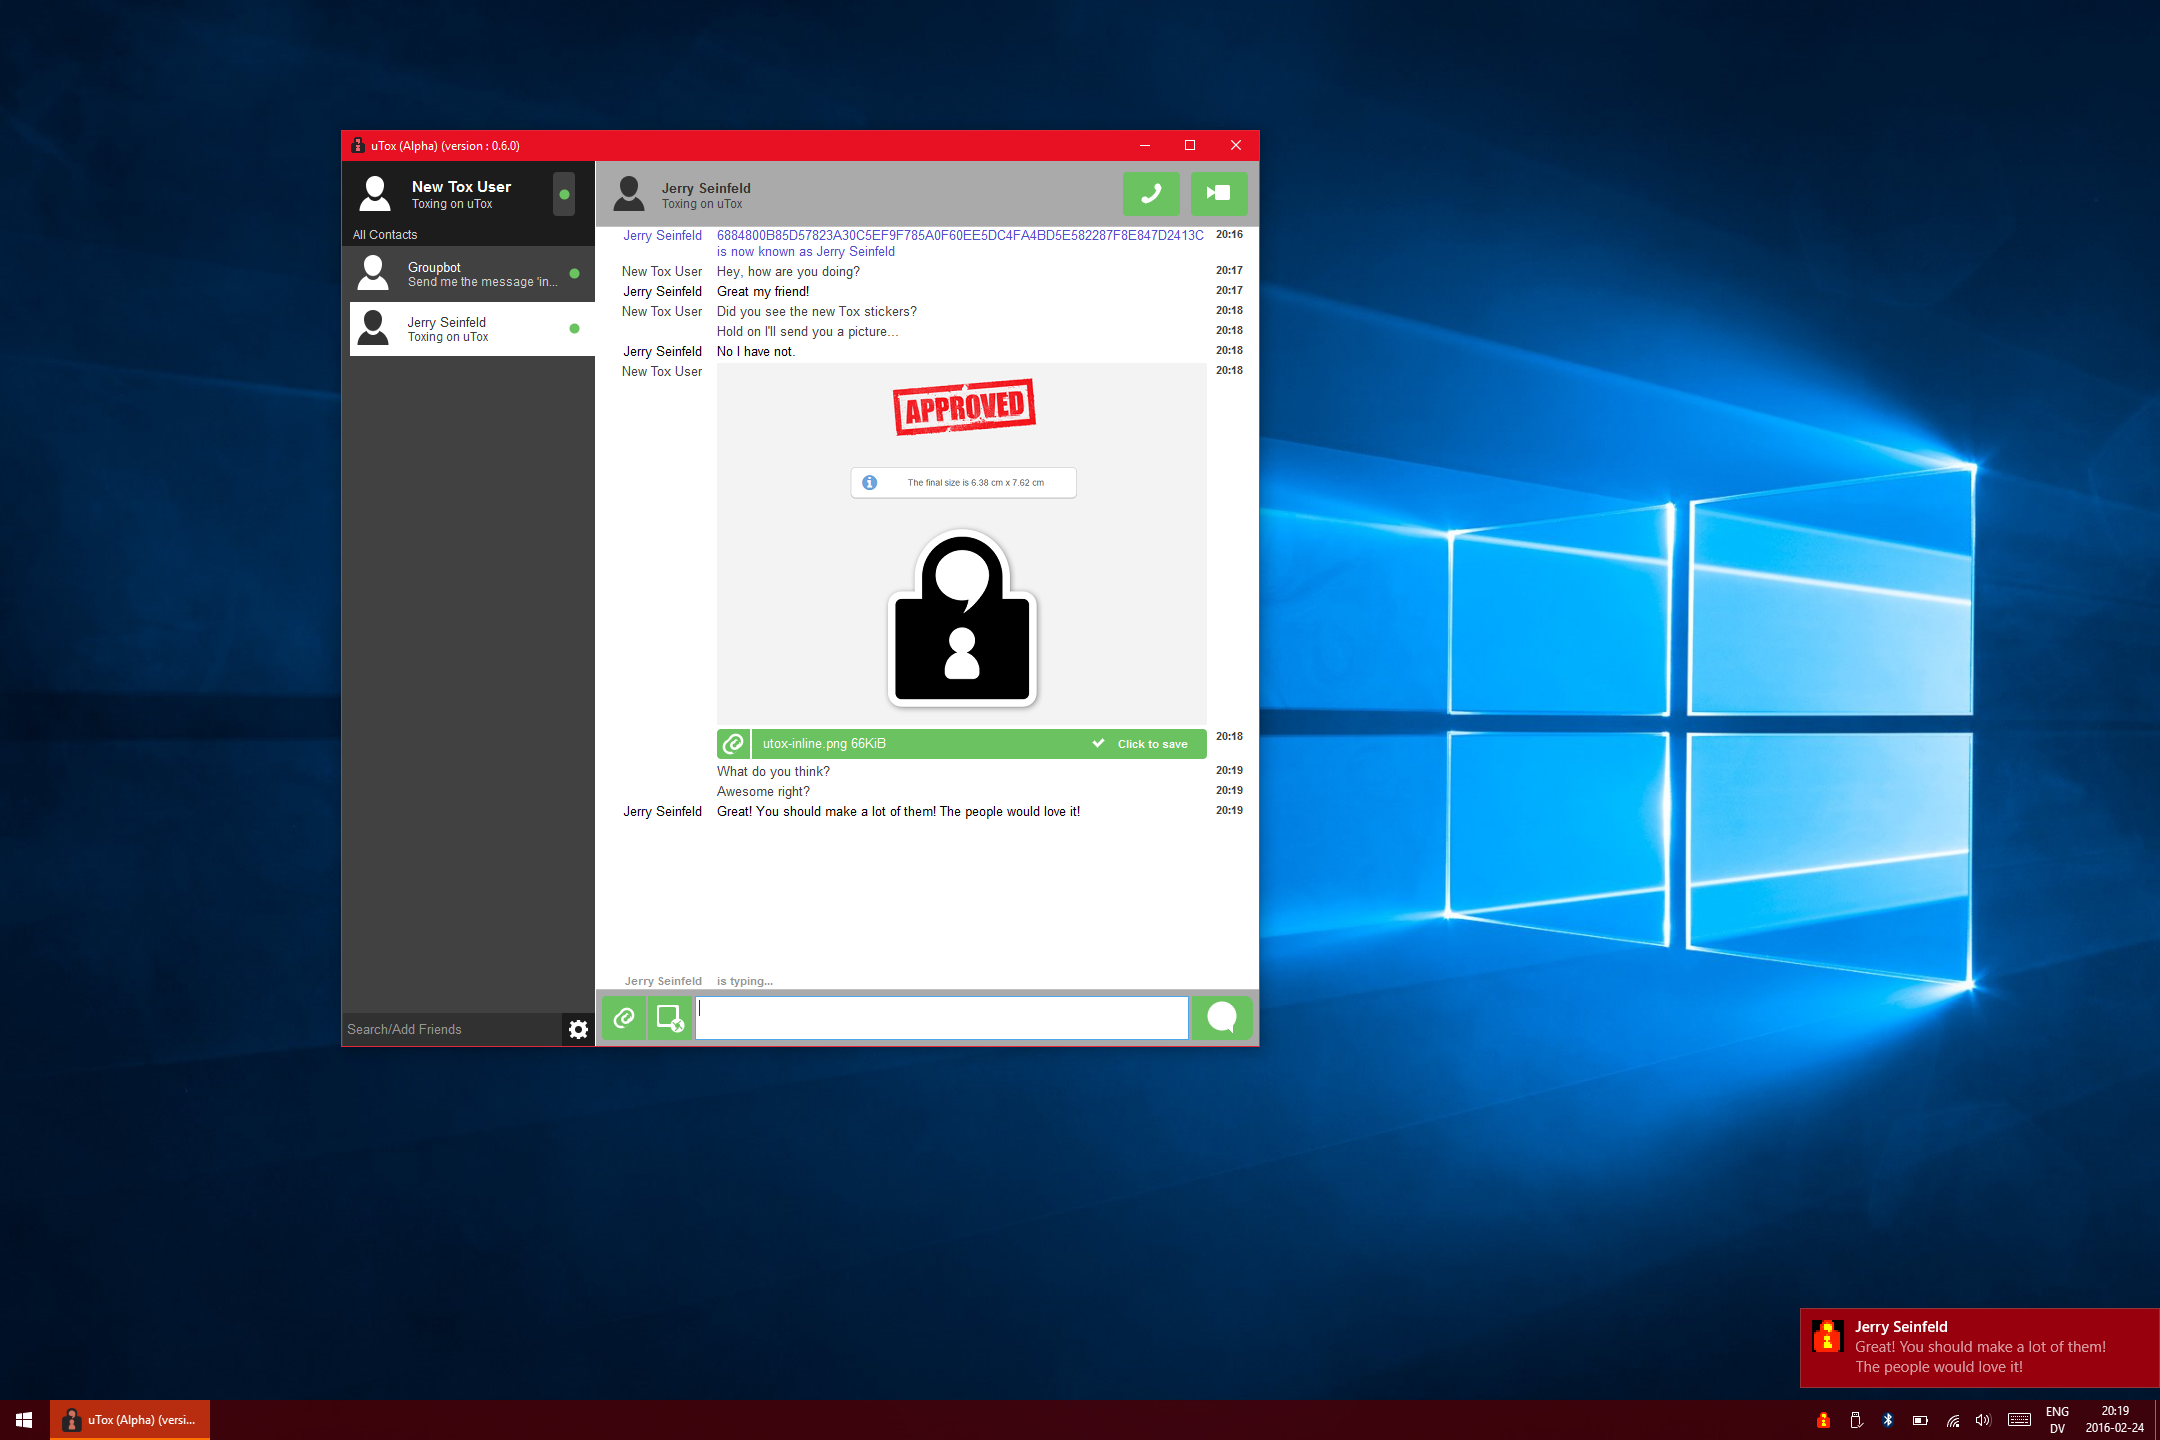 uTox (Alpha) (version : 0.6.0)
New Tox User
Toxing on uTox
All Contacts
Groupbot
Send me the message 'in...
Jerry Seinfeld
Toxing on uTox
Search/Add Friends
Jerry Seinfeld
Toxing on uTox
Jerry Seinfeld 6884800B85D57823A30C5EF9F785A0F60EE5DC4FA4BD5E582287F8E847D2413C 20:16
is now known as Jerry Seinfeld
New Tox User Hey, how are you doing? 20:17
Jerry Seinfeld Great my friend! 20:17
New Tox User Did you see the new Tox stickers? 20:18
Hold on I'll send you a picture... 20:18
Jerry Seinfeld No I have not. 20:18
New Tox User 20:18
APPROVED
The final size is 6.38 cm x 7.62 cm
utox-inline.png 66KiB Click to save 20:18
What do you think? 20:19
Awesome right? 20:19
Jerry Seinfeld Great! You should make a lot of them! The people would love it! 20:19
Jerry Seinfeld is typing...
Jerry Seinfeld
Great! You should make a lot of them!
The people would love it!
uTox (Alpha) (versi...
ENG
DV
20:19
2016-02-24